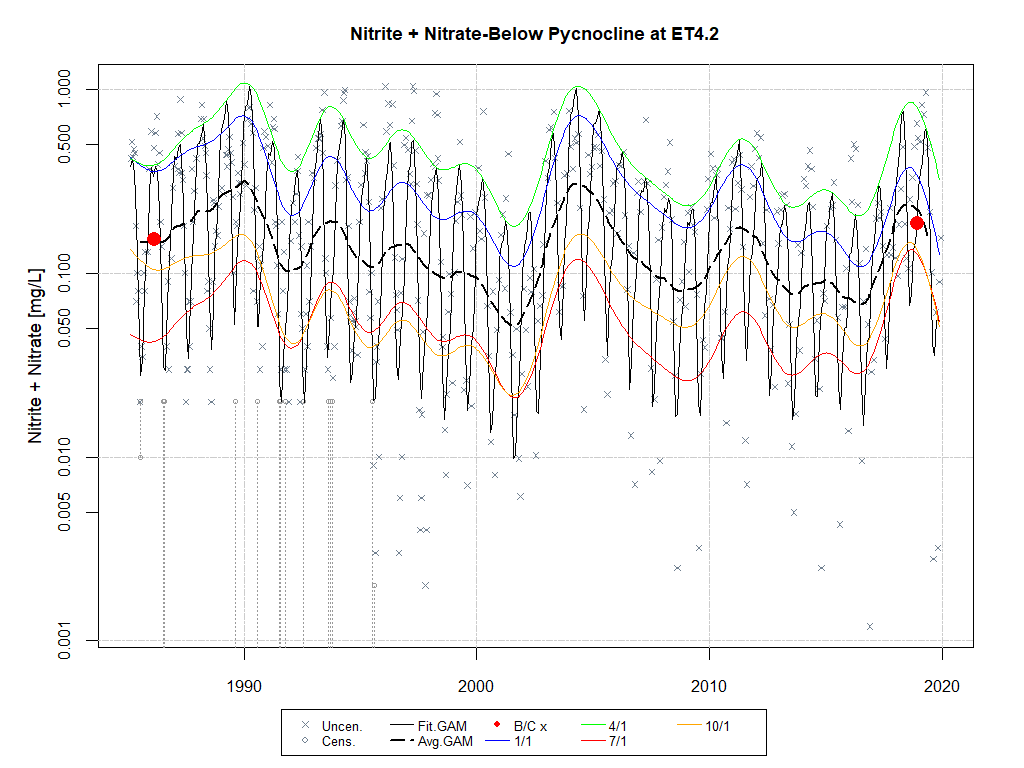 Nitrite + Nitrate-Below Pycnocline at ET4.2
Nitrite + Nitrate [mg/L]
1.000
0.500
0.100
0.050
0.010
0.005
0.001
1990 2000 2010 2020
Uncen. Fit.GAM B/C x 4/1 10/1
Cens. Avg.GAM 1/1 7/1